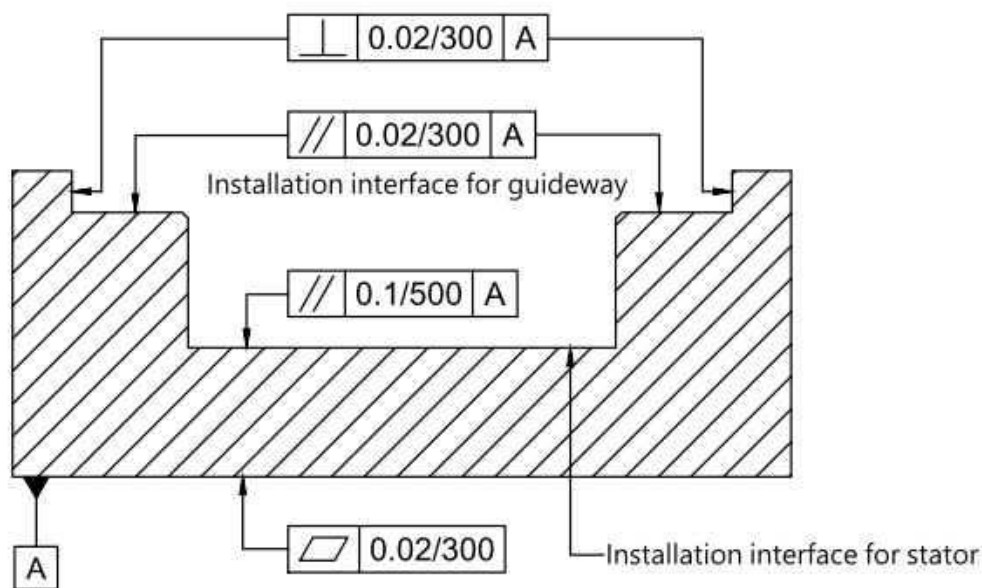 ⊥ 0.02/300 A
// 0.02/300 A
Installation interface for guideway
// 0.1/500 A
⏥ 0.02/300
A
Installation interface for stator